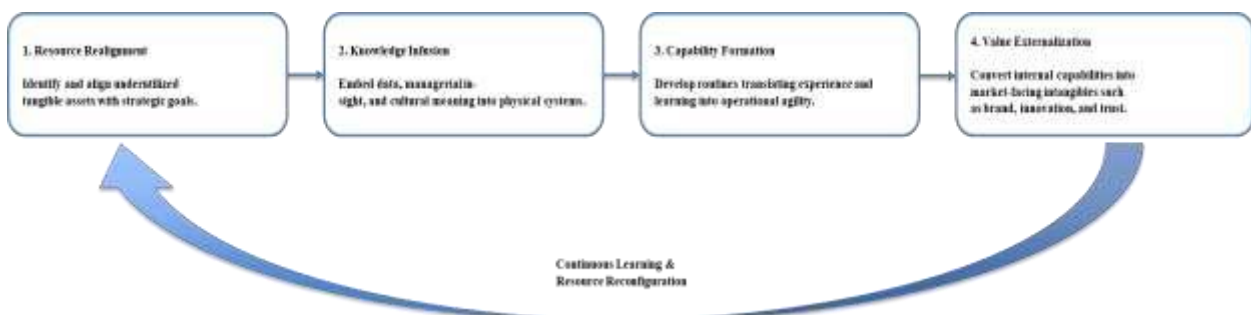 1. Resource Realignment
Identify and align underutilized
tangible assets with strategic goals.
2. Knowledge Infusion
Embed data, managerial in-
sight, and cultural meaning into physical systems.
3. Capability Formation
Develop routines translating experience and
learning into operational agility.
4. Value Externalization
Convert internal capabilities into
market-facing intangibles such
as brand, innovation, and trust.
Continuous Learning &
Resource Reconfiguration